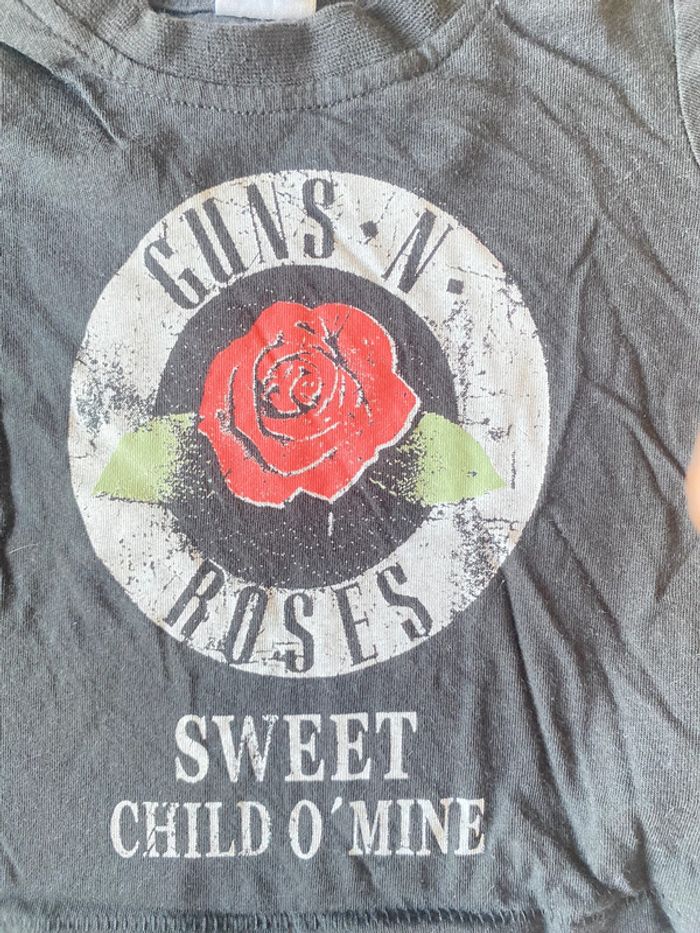 GUNS · N ·
ROSES
SWEET
CHILD O´MINE